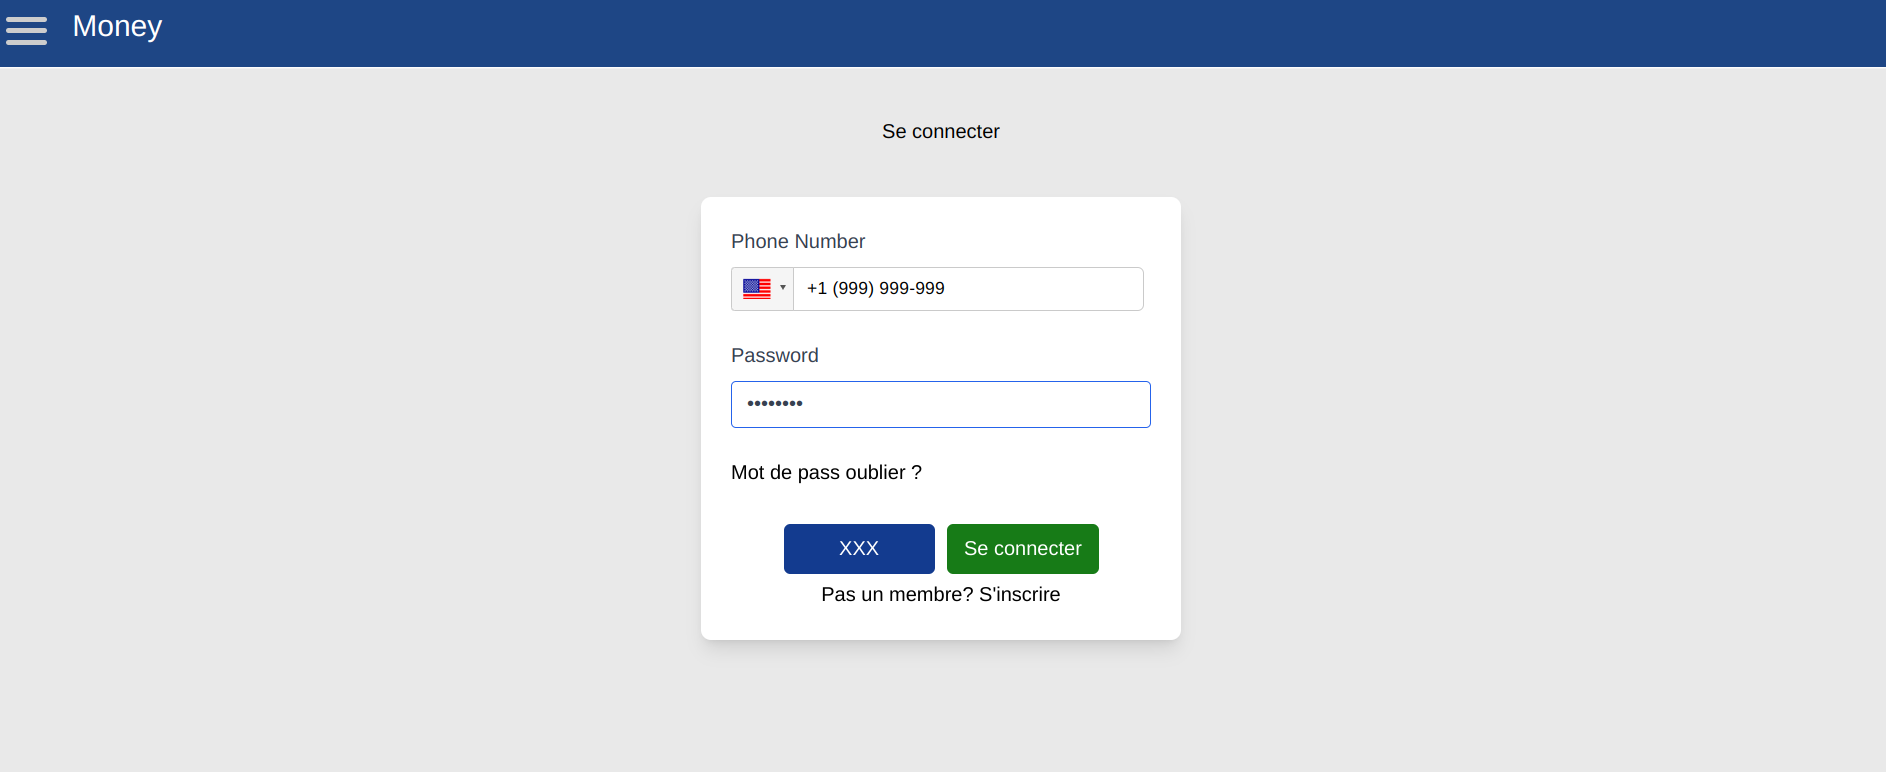 Money
Se connecter
Phone Number
+1 (999) 999-999
Password
••••••••
Mot de pass oublier ?
XXX Se connecter
Pas un membre? S'inscrire